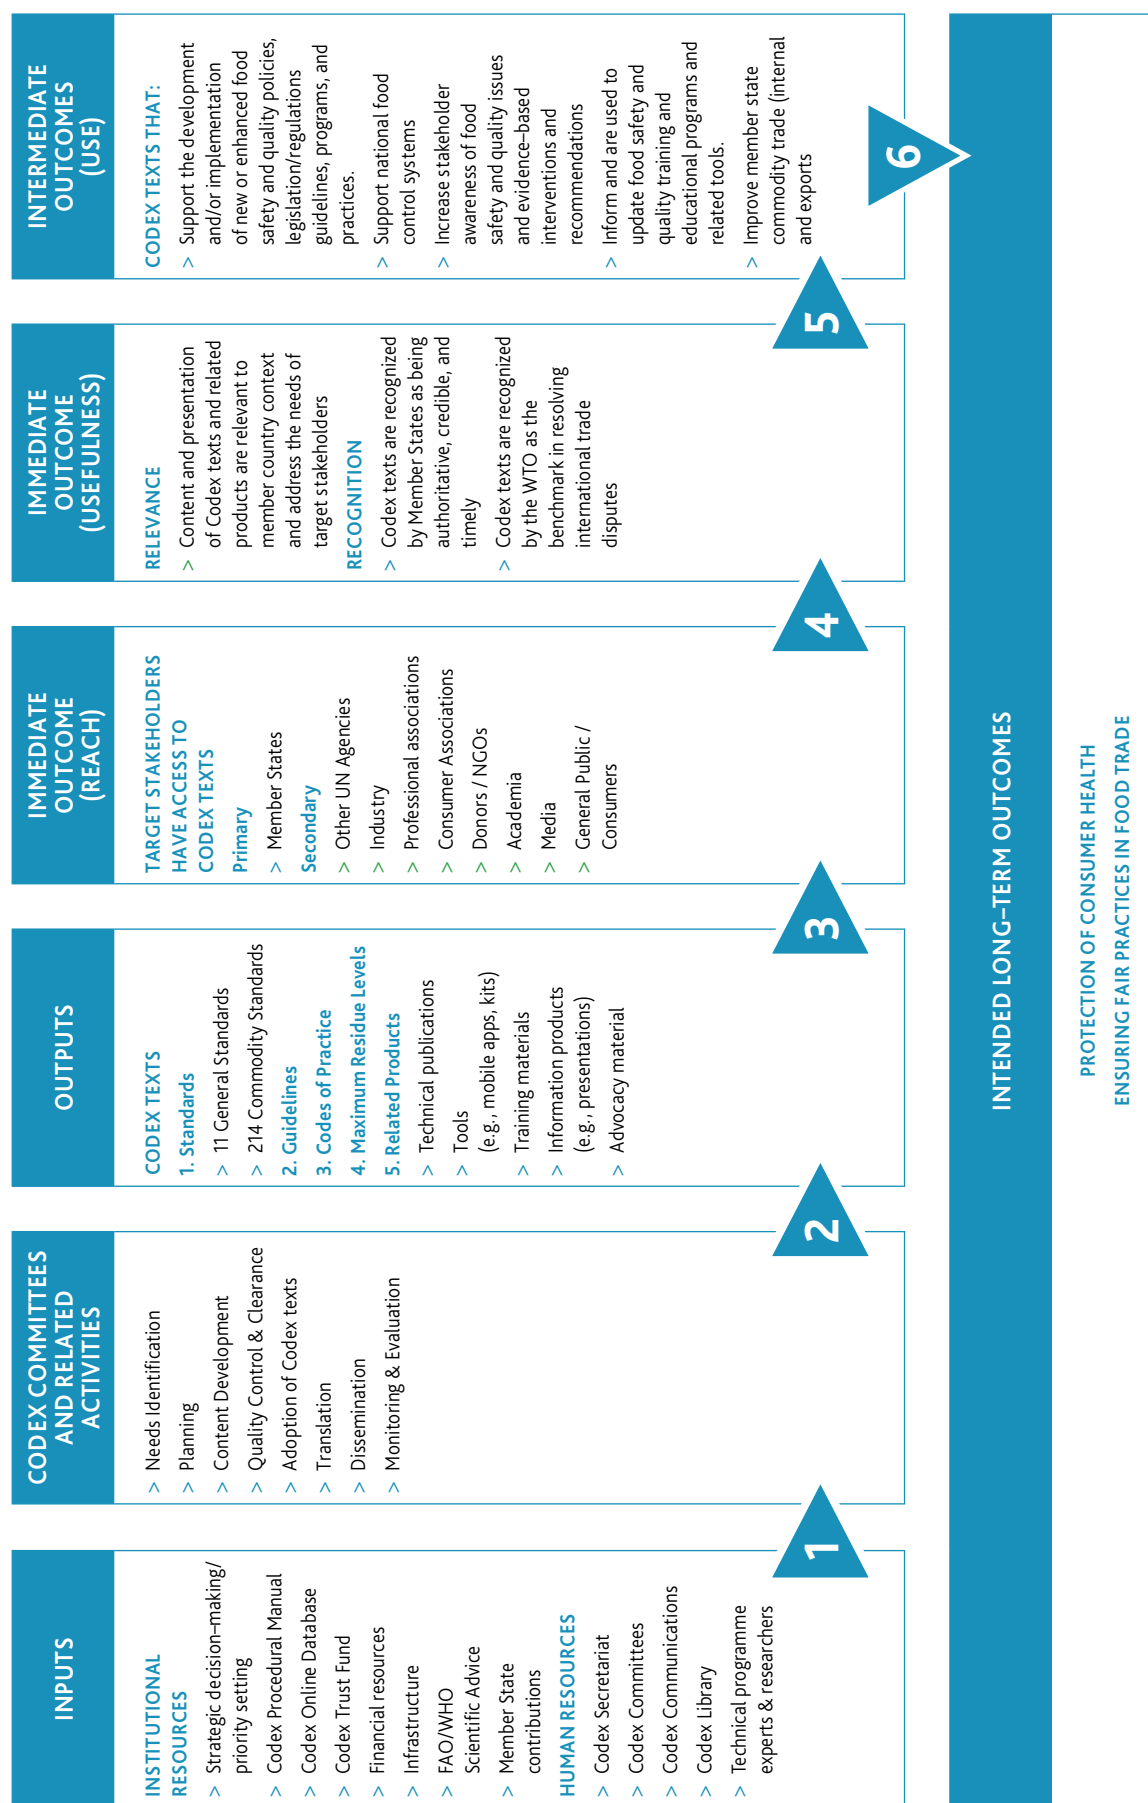 INPUTS
INSTITUTIONAL
RESOURCES
> Strategic decision–making/
priority setting
> Codex Procedural Manual
> Codex Online Database
> Codex Trust Fund
> Financial resources
> Infrastructure
> FAO/WHO
Scientific Advice
> Member State
contributions
HUMAN RESOURCES
> Codex Secretariat
> Codex Committees
> Codex Communications
> Codex Library
> Technical programme
experts & researchers
1
CODEX COMMITTEES
AND RELATED
ACTIVITIES
> Needs Identification
> Planning
> Content Development
> Quality Control & Clearance
> Adoption of Codex texts
> Translation
> Dissemination
> Monitoring & Evaluation
2
OUTPUTS
CODEX TEXTS
1. Standards
> 11 General Standards
> 214 Commodity Standards
2. Guidelines
3. Codes of Practice
4. Maximum Residue Levels
5. Related Products
> Technical publications
> Tools
(e.g., mobile apps, kits)
> Training materials
> Information products
(e.g., presentations)
> Advocacy material
3
IMMEDIATE
OUTCOME
(REACH)
TARGET STAKEHOLDERS
HAVE ACCESS TO
CODEX TEXTS
Primary
> Member States
Secondary
> Other UN Agencies
> Industry
> Professional associations
> Consumer Associations
> Donors / NGOs
> Academia
> Media
> General Public /
Consumers
4
IMMEDIATE
OUTCOME
(USEFULNESS)
RELEVANCE
> Content and presentation
of Codex texts and related
products are relevant to
member country context
and address the needs of
target stakeholders
RECOGNITION
> Codex texts are recognized
by Member States as being
authoritative, credible, and
timely
> Codex texts are recognized
by the WTO as the
benchmark in resolving
international trade
disputes
5
INTERMEDIATE
OUTCOMES
(USE)
CODEX TEXTS THAT:
> Support the development
and/or implementation
of new or enhanced food
safety and quality policies,
legislation/regulations
guidelines, programs, and
practices.
> Support national food
control systems
> Increase stakeholder
awareness of food
safety and quality issues
and evidence–based
interventions and
recommendations
> Inform and are used to
update food safety and
quality training and
educational programs and
related tools.
> Improve member state
commodity trade (internal
and exports
6
INTENDED LONG–TERM OUTCOMES
PROTECTION OF CONSUMER HEALTH
ENSURING FAIR PRACTICES IN FOOD TRADE